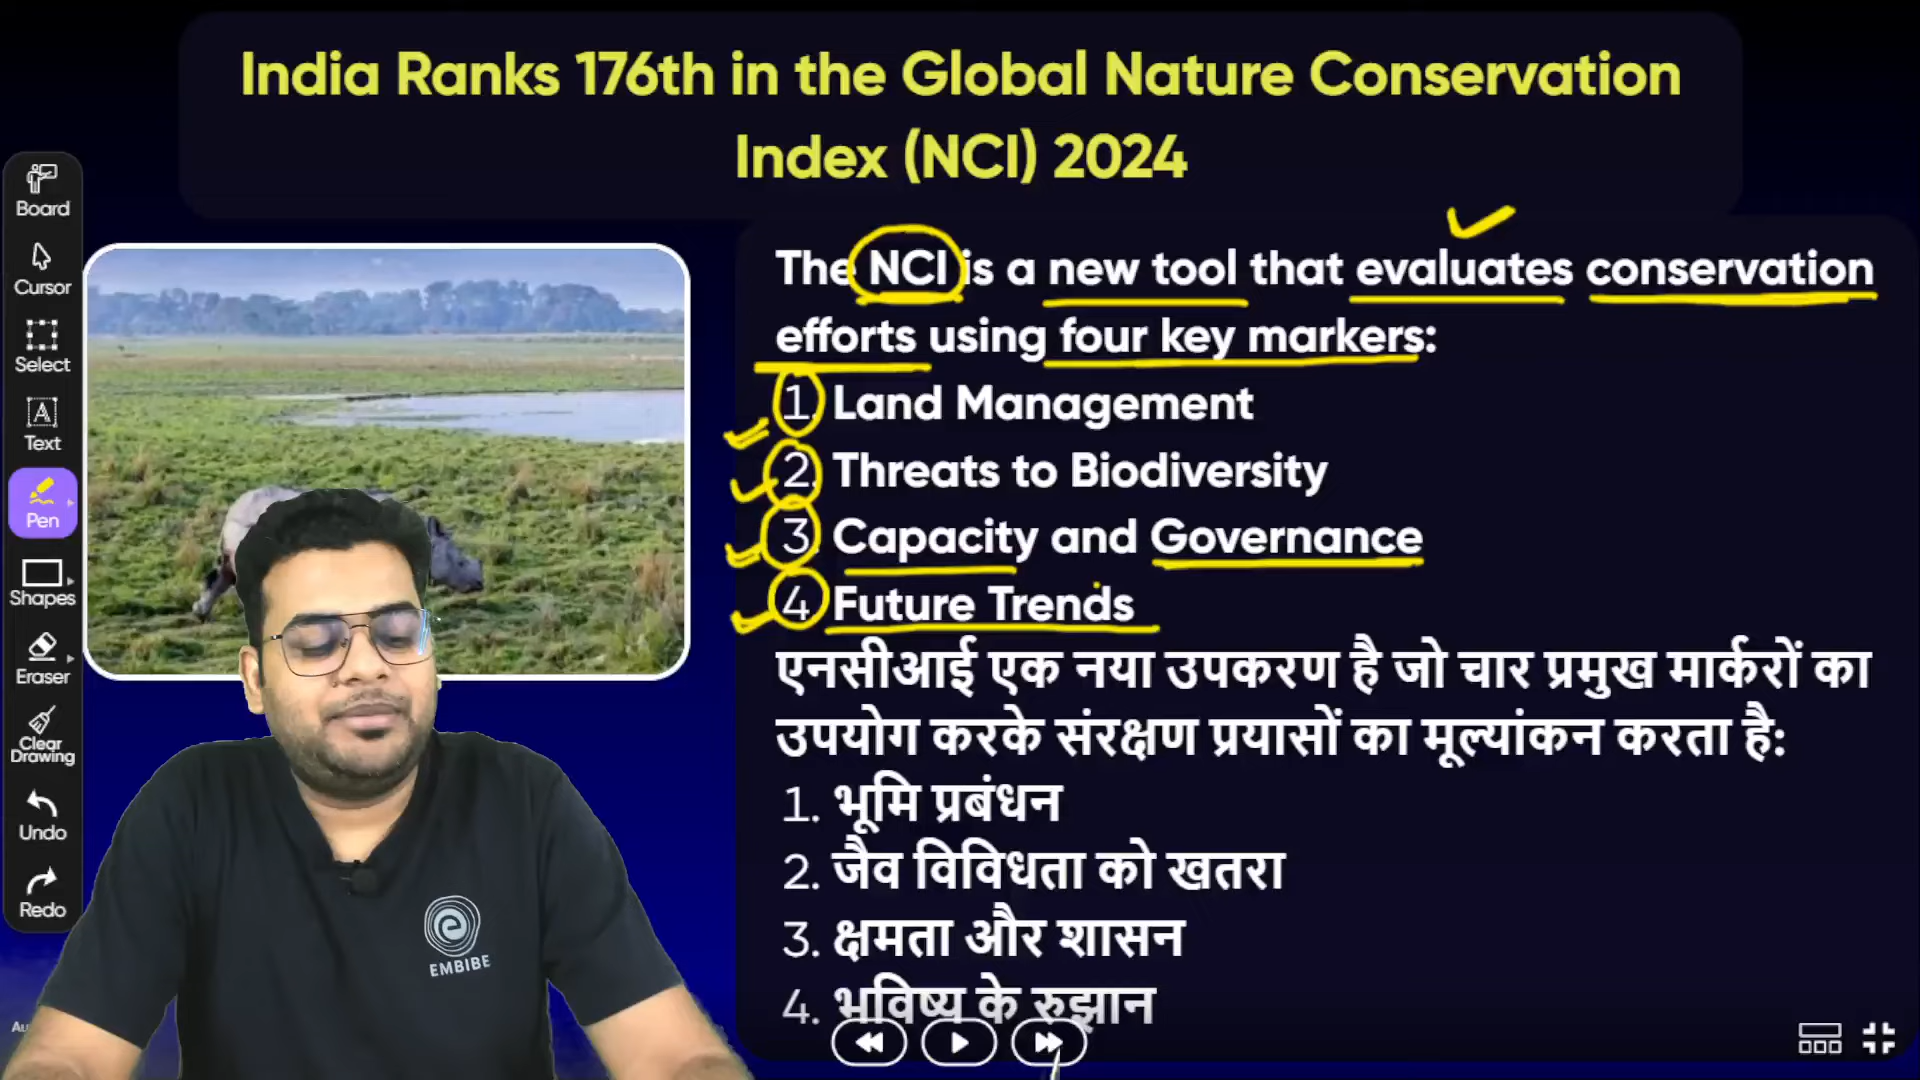 India Ranks 176th in the Global Nature Conservation
Index (NCI) 2024
Board
Cursor
Select
Text
Pen
Shapes
Eraser
Clear
Drawing
Undo
Redo
The NCI is a new tool that evaluates conservation
efforts using four key markers:
1. Land Management
2. Threats to Biodiversity
3. Capacity and Governance
4. Future Trends
एनसीआई एक नया उपकरण है जो चार प्रमुख मार्करों का
उपयोग करके संरक्षण प्रयासों का मूल्यांकन करता है:
1. भूमि प्रबंधन
2. जैव विविधता को खतरा
3. क्षमता और शासन
4. भविष्य के रुझान
EMBIBE